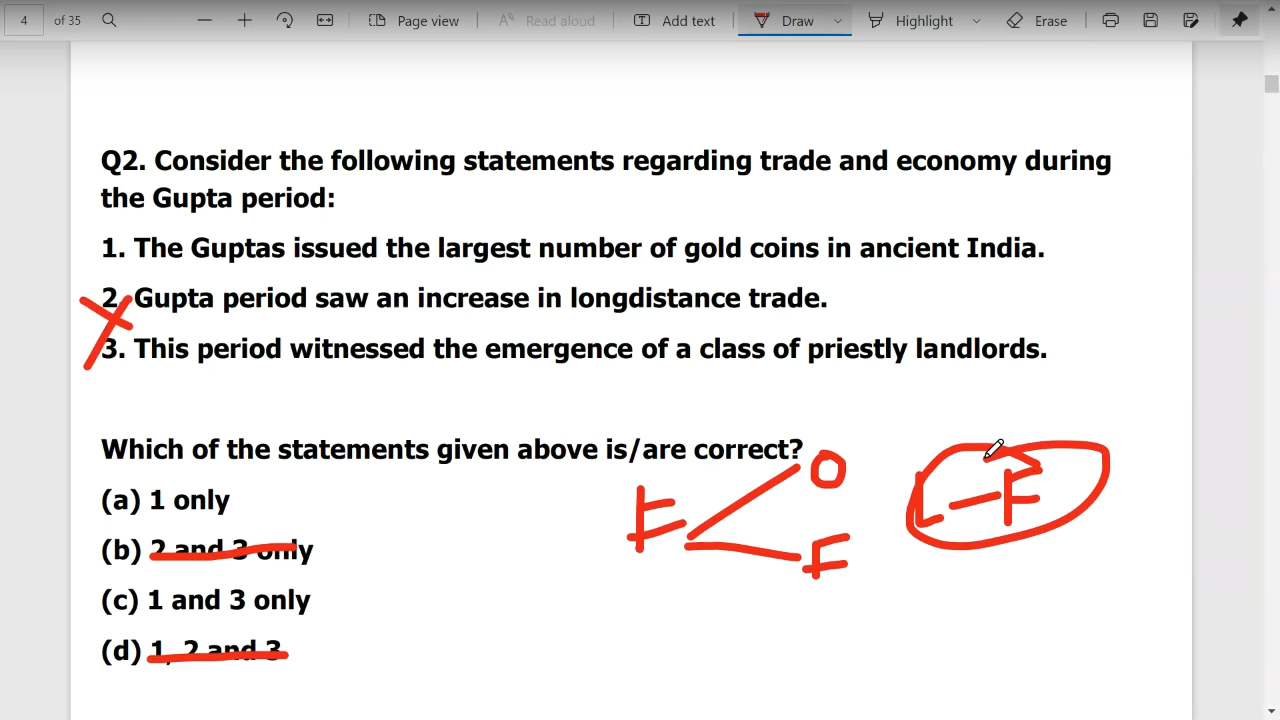 4 of 35 Page view Read aloud Add text Draw Highlight Erase
Q2. Consider the following statements regarding trade and economy during
the Gupta period:
1. The Guptas issued the largest number of gold coins in ancient India.
2. Gupta period saw an increase in longdistance trade.
3. This period witnessed the emergence of a class of priestly landlords.
Which of the statements given above is/are correct?
(a) 1 only
(b) 2 and 3 only
(c) 1 and 3 only
(d) 1, 2 and 3
O
E
F
L-F